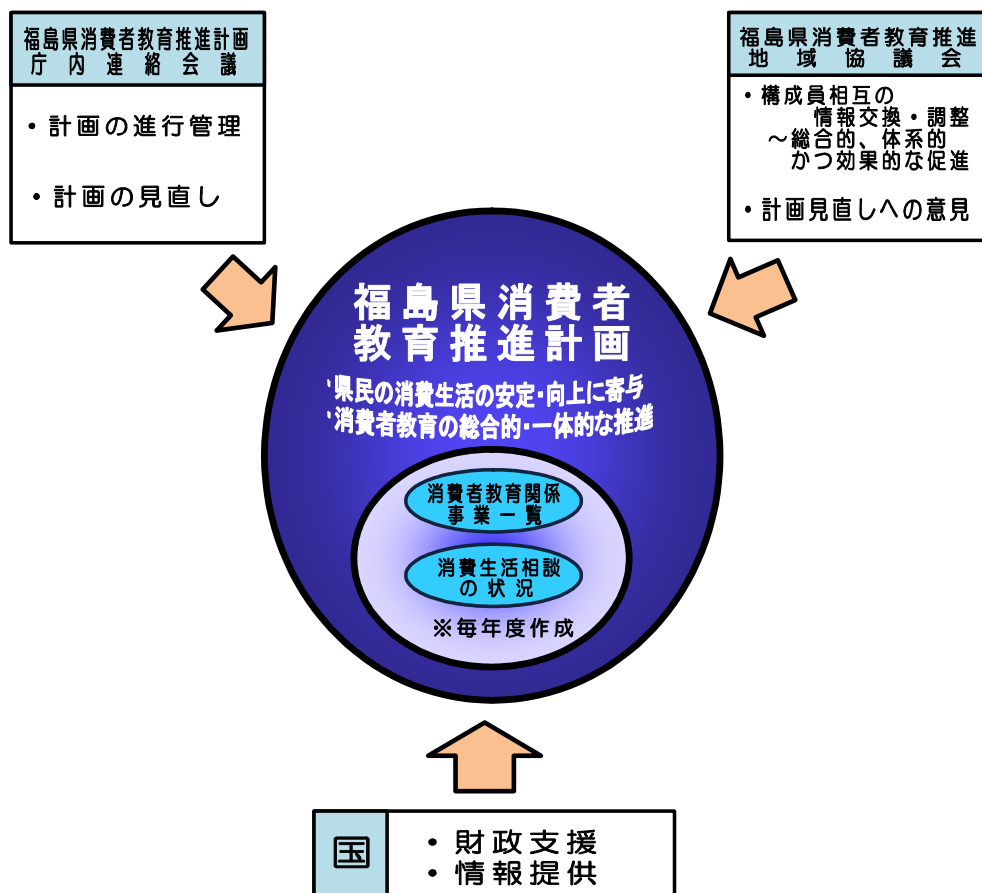 福島県消費者教育推進計画
庁内連絡会議
・計画の進行管理
・計画の見直し
福島県消費者教育推進
地域協議会
・構成員相互の
情報交換・調整
～総合的、体系的
かつ効果的な促進
・計画見直しへの意見
福島県消費者
教育推進計画
・県民の消費生活の安定・向上に寄与
・消費者教育の総合的・一体的な推進
消費者教育関係
事業一覧
消費生活相談
の状況
※毎年度作成
国
・財政支援
・情報提供